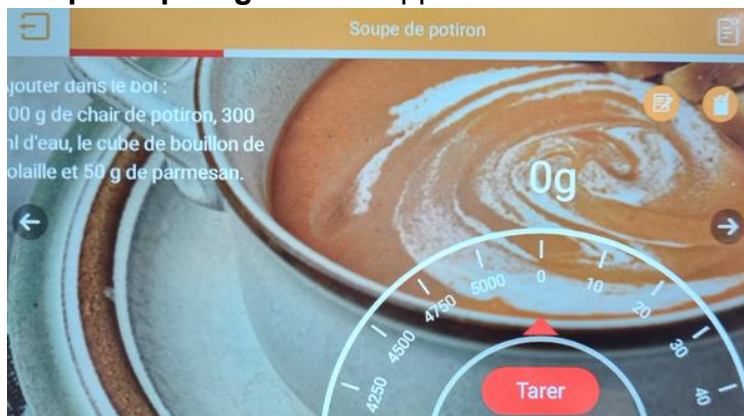 Soupe de potiron
jouter dans le bol :
00 g de chair de potiron, 300
d'eau, le cube de bouillon de
olaille et 50 g de parmesan.
0g
4250 4500 4750 5000 0 10 20 30 40
Tarer